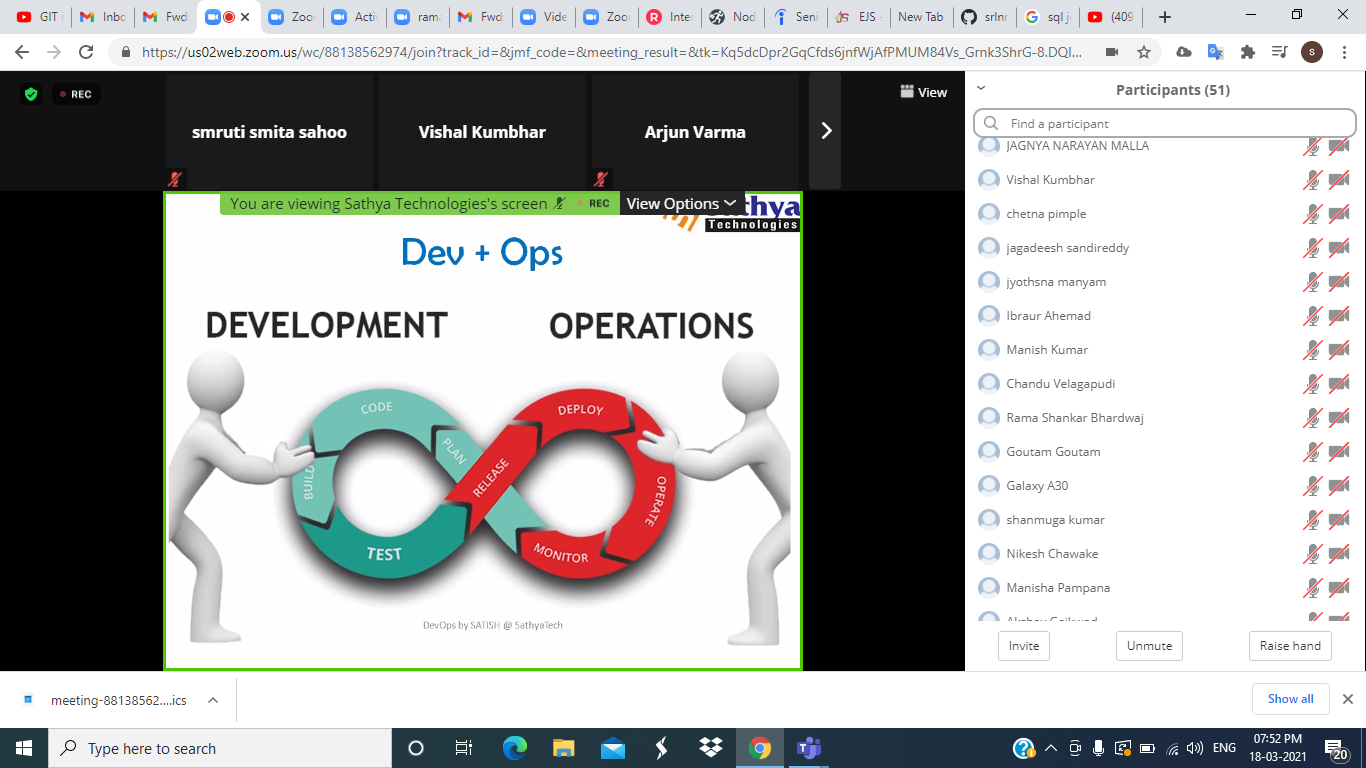 GIT i
Inbo
Fwd:
Zoo
Activ
rama
Fwd
Vide
Zoo
Inter
Nod
Seni
EJS -
New Tab
srlnr
sql ju
(409
https://us02web.zoom.us/wc/88138562974/join?track_id=&jmf_code=&meeting_result=&tk=Kq5dcDpr2GqCfds6jnfWjAfPMUM84Vs_Grnk3ShrG-8.DQI...
REC
View
smruti smita sahoo
Vishal Kumbhar
Arjun Varma
You are viewing Sathya Technologies's screen
REC
View Options
Technologies
Dev + Ops
DEVELOPMENT
OPERATIONS
CODE
DEPLOY
PLAN
BUILD
RELEASE
OPERATE
TEST
MONITOR
DevOps by SATISH @ SathyaTech
Participants (51)
Find a participant
JAGNYA NARAYAN MALLA
Vishal Kumbhar
chetna pimple
jagadeesh sandireddy
jyothsna manyam
Ibraur Ahemad
Manish Kumar
Chandu Velagapudi
Rama Shankar Bhardwaj
Goutam Goutam
Galaxy A30
shanmuga kumar
Nikesh Chawake
Manisha Pampana
Invite
Unmute
Raise hand
meeting-88138562....ics
Show all
Type here to search
ENG
07:52 PM
18-03-2021
20